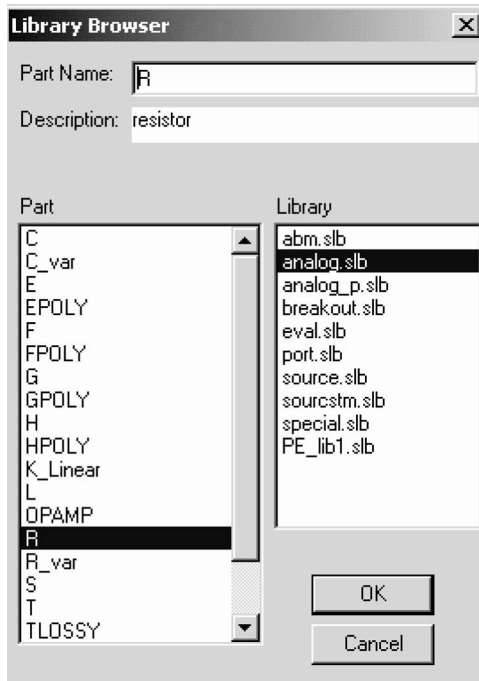 Library Browser
Part Name: R
Description: resistor
Part
C
C_var
E
EPOLY
F
FPOLY
G
GPOLY
H
HPOLY
K_Linear
L
OPAMP
R
R_var
S
T
TLOSSY
Library
abm.slb
analog.slb
analog_p.slb
breakout.slb
eval.slb
port.slb
source.slb
sourcstm.slb
special.slb
PE_lib1.slb
OK
Cancel